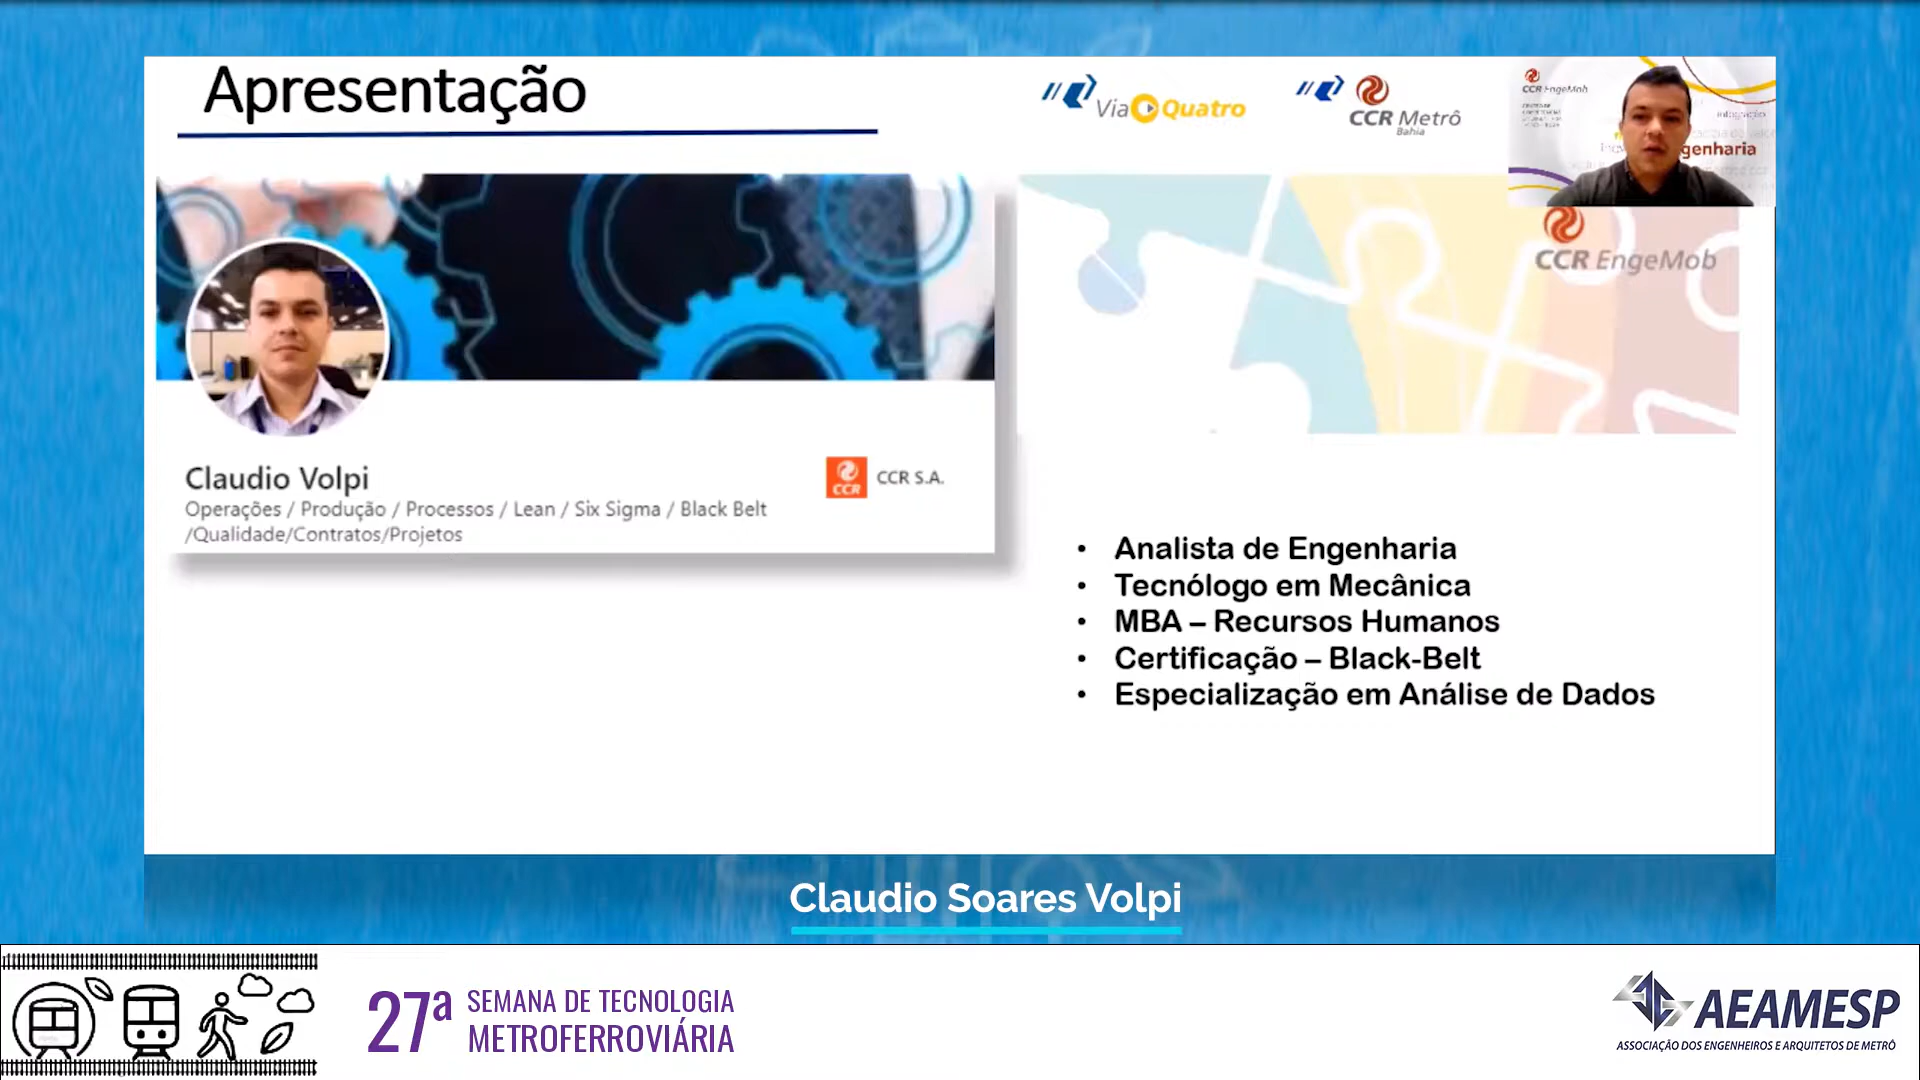 Apresentação
ViaQuatro
CCR Metrô
Bahia
CCR EngeMob
integração
genharia
CCR EngeMob
Claudio Volpi
CCR
CCR S.A.
Operações / Produção / Processos / Lean / Six Sigma / Black Belt
/Qualidade/Contratos/Projetos
• Analista de Engenharia
• Tecnólogo em Mecânica
• MBA – Recursos Humanos
• Certificação – Black-Belt
• Especialização em Análise de Dados
Claudio Soares Volpi
27ª SEMANA DE TECNOLOGIA
METROFERROVIÁRIA
AEAMESP
ASSOCIAÇÃO DOS ENGENHEIROS E ARQUITETOS DE METRÔ